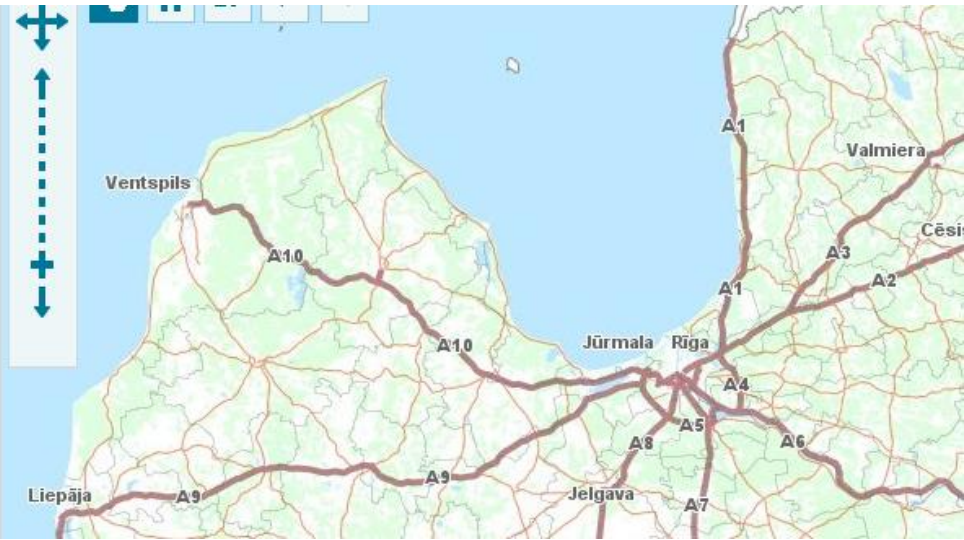 A1
Valmiera
Ventspils
Cēsi
A3
A10
A2
A1
Jūrmala
Rīga
A10
A4
A5
A8
A6
A9
Liepāja
A9
Jelgava
A7